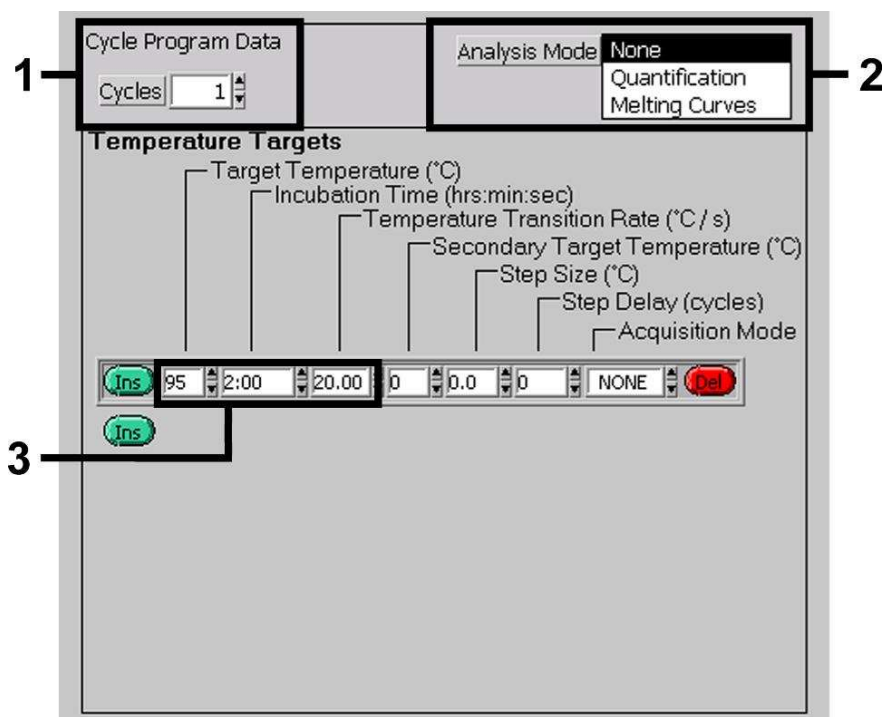 Cycle Program Data
Cycles 1
1
Analysis Mode None
Quantification
Melting Curves
2
Temperature Targets
Target Temperature (°C)
Incubation Time (hrs:min:sec)
Temperature Transition Rate (°C / s)
Secondary Target Temperature (°C)
Step Size (°C)
Step Delay (cycles)
Acquisition Mode
Ins 95 2:00 20.00 0 0.0 0 NONE Del
Ins
3